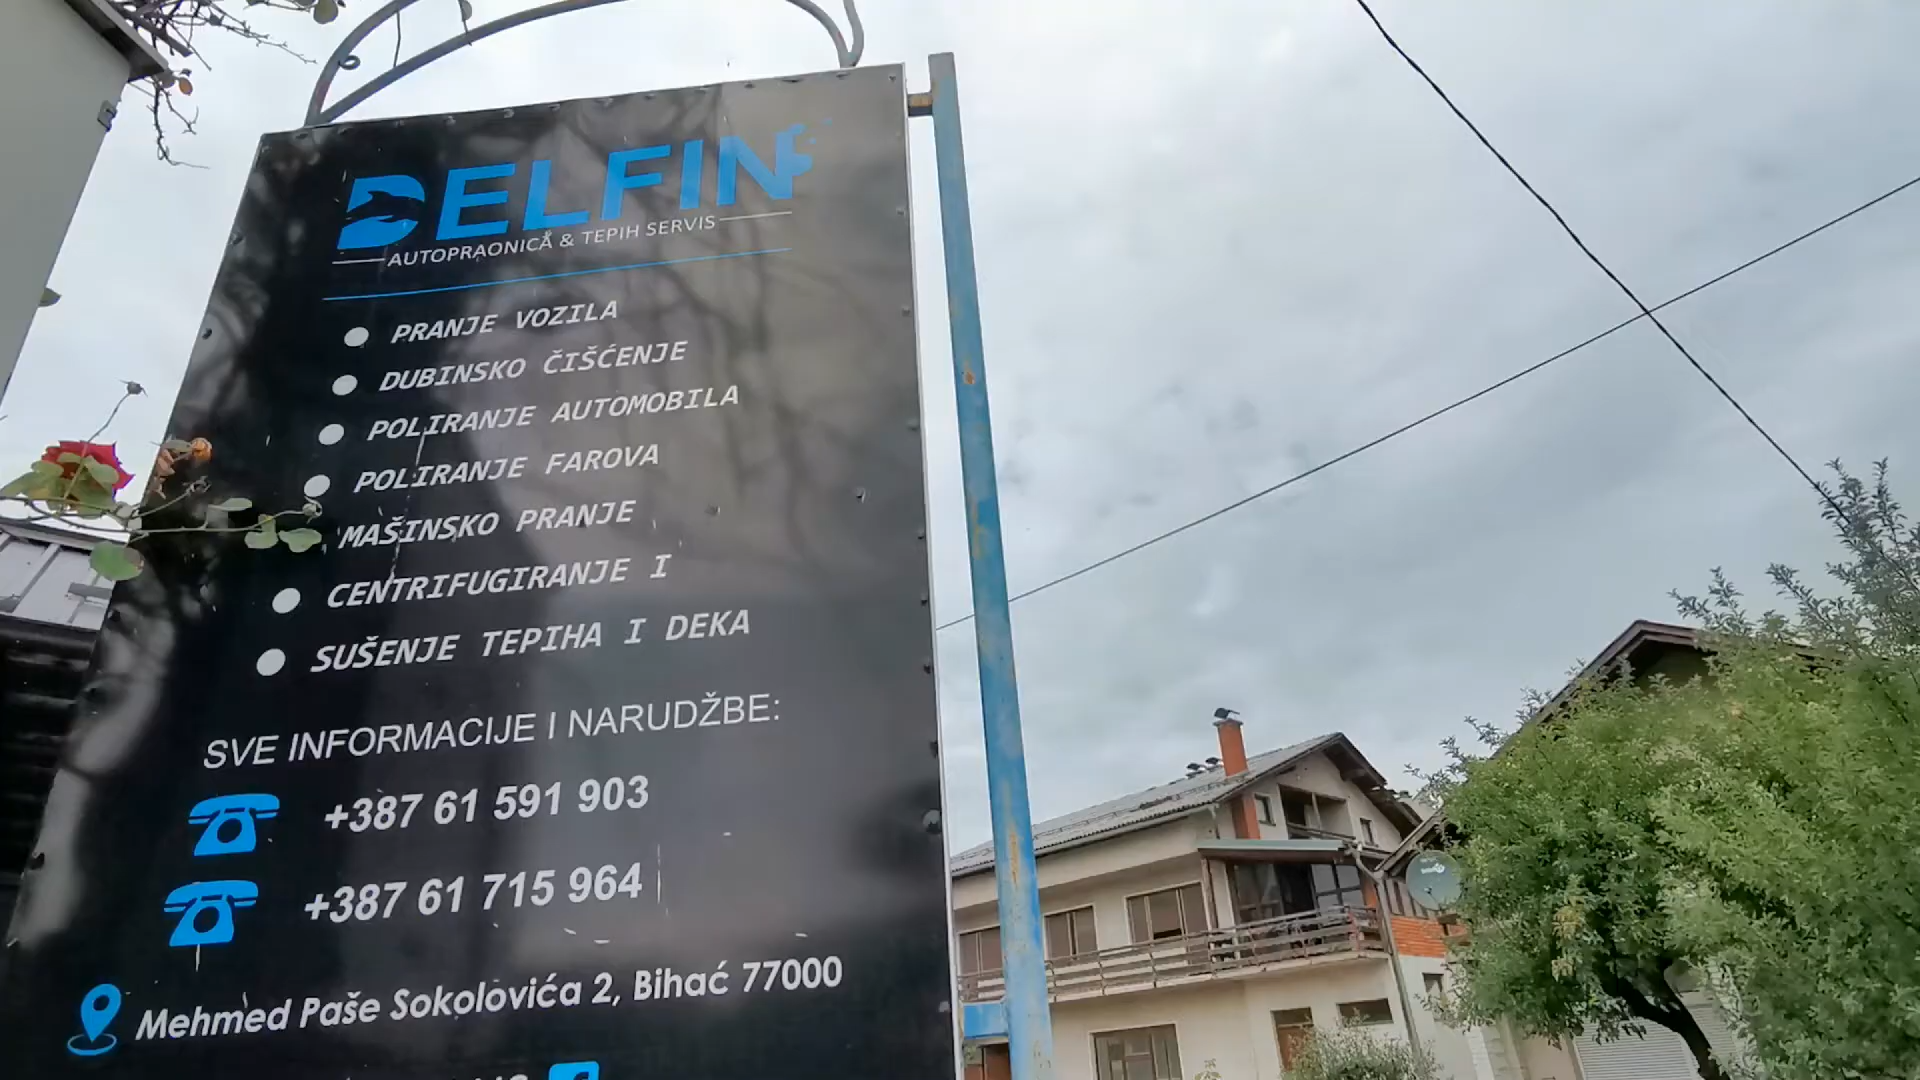 DELFIN
AUTOPRAONICA & TEPIH SERVIS
PRANJE VOZILA
DUBINSKO ČIŠĆENJE
POLIRANJE AUTOMOBILA
POLIRANJE FAROVA
MAŠINSKO PRANJE
CENTRIFUGIRANJE I
SUŠENJE TEPIHA I DEKA
SVE INFORMACIJE I NARUDŽBE:
+387 61 591 903
+387 61 715 964
Mehmed Paše Sokolovića 2, Bihać 77000